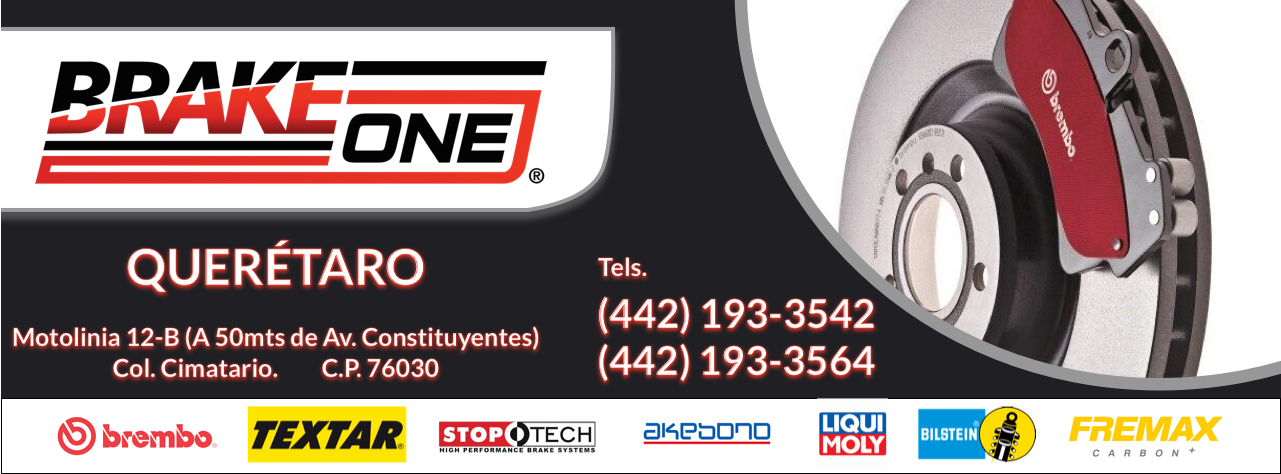 BRAKE
ONE
®
QUERÉTARO
Motolinia 12-B (A 50mts de Av. Constituyentes)
Col. Cimatario. C.P. 76030
Tels.
(442) 193-3542
(442) 193-3564
brembo
brembo
TEXTAR
STOPTECH
HIGH PERFORMANCE BRAKE SYSTEMS
akebono
LIQUI
MOLY
BILSTEIN
FREMAX
CARBON+